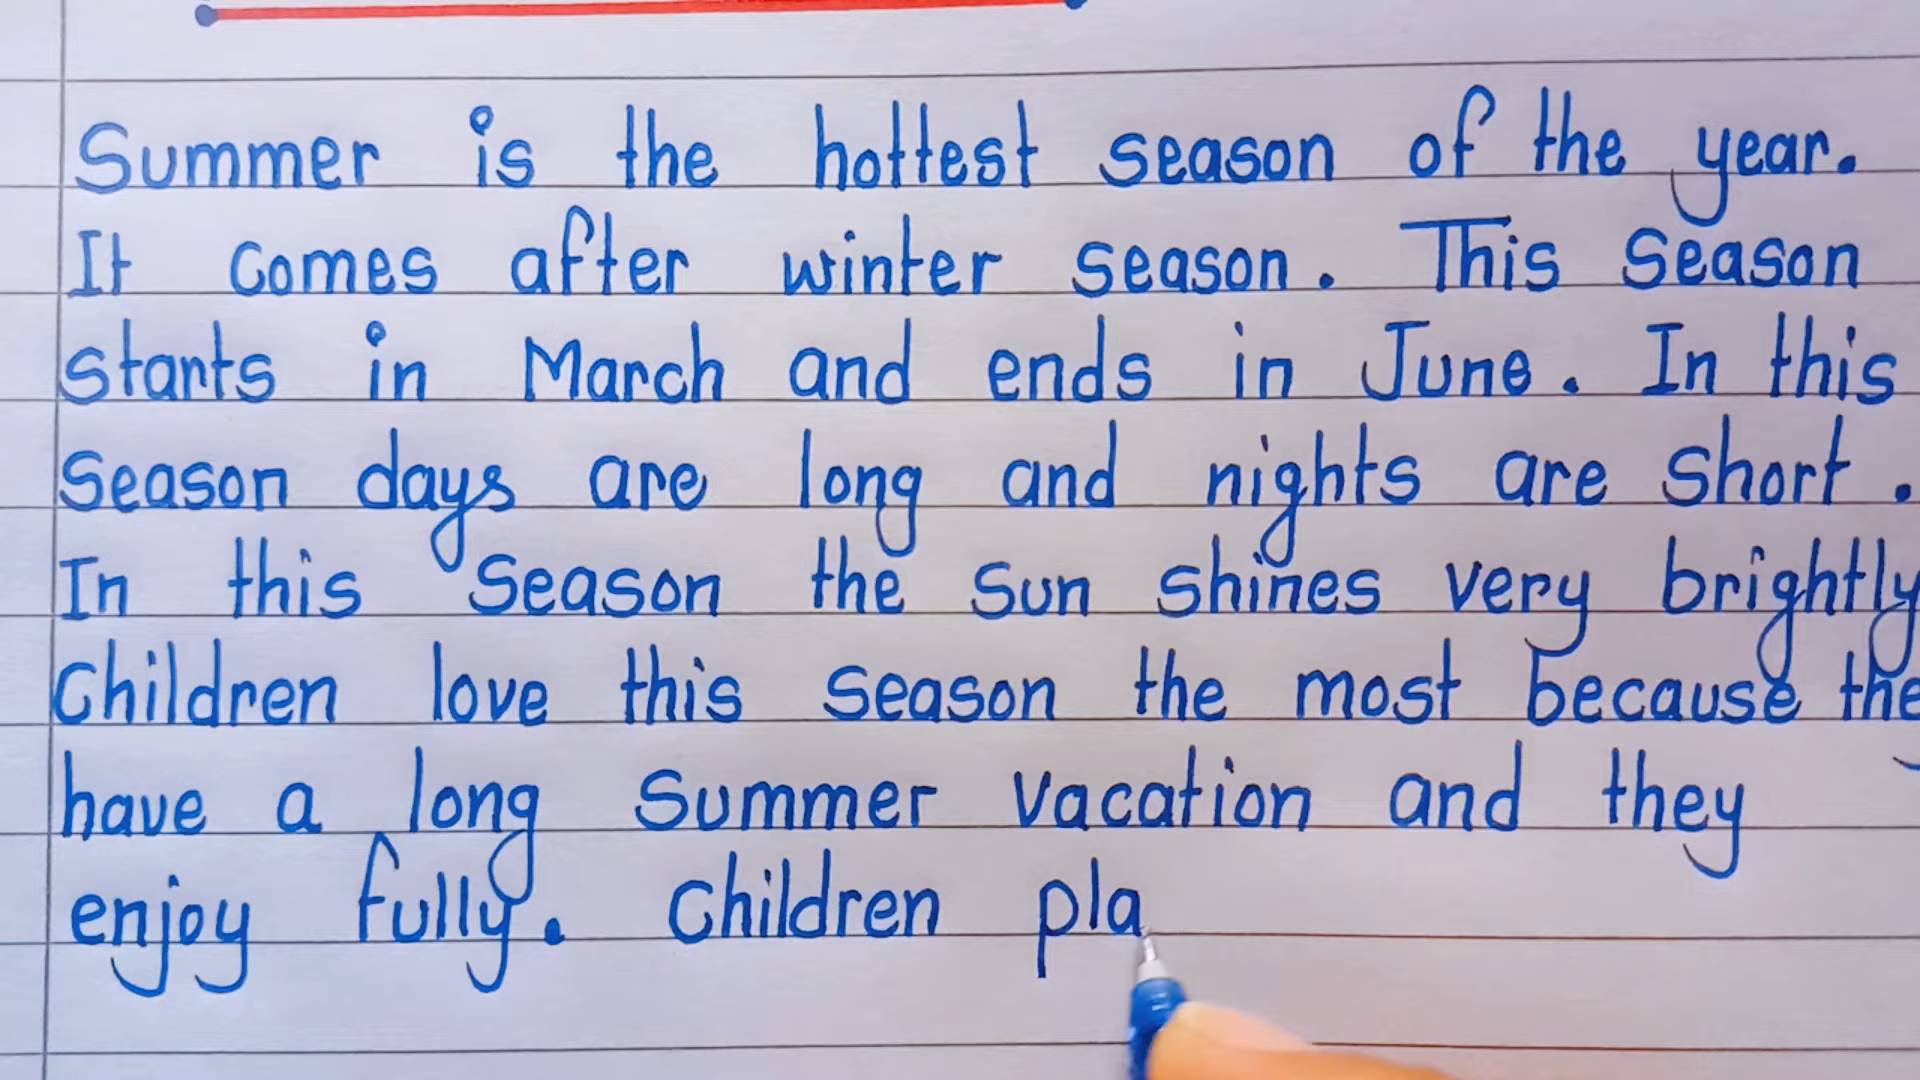 Summer is the hottest season of the year.
It comes after winter season. This Season
starts in March and ends in June. In this
Season days are long and nights are short.
In this Season the Sun shines very brightly
Children love this season the most because the
have a long Summer vacation and they
enjoy fully. Children pla